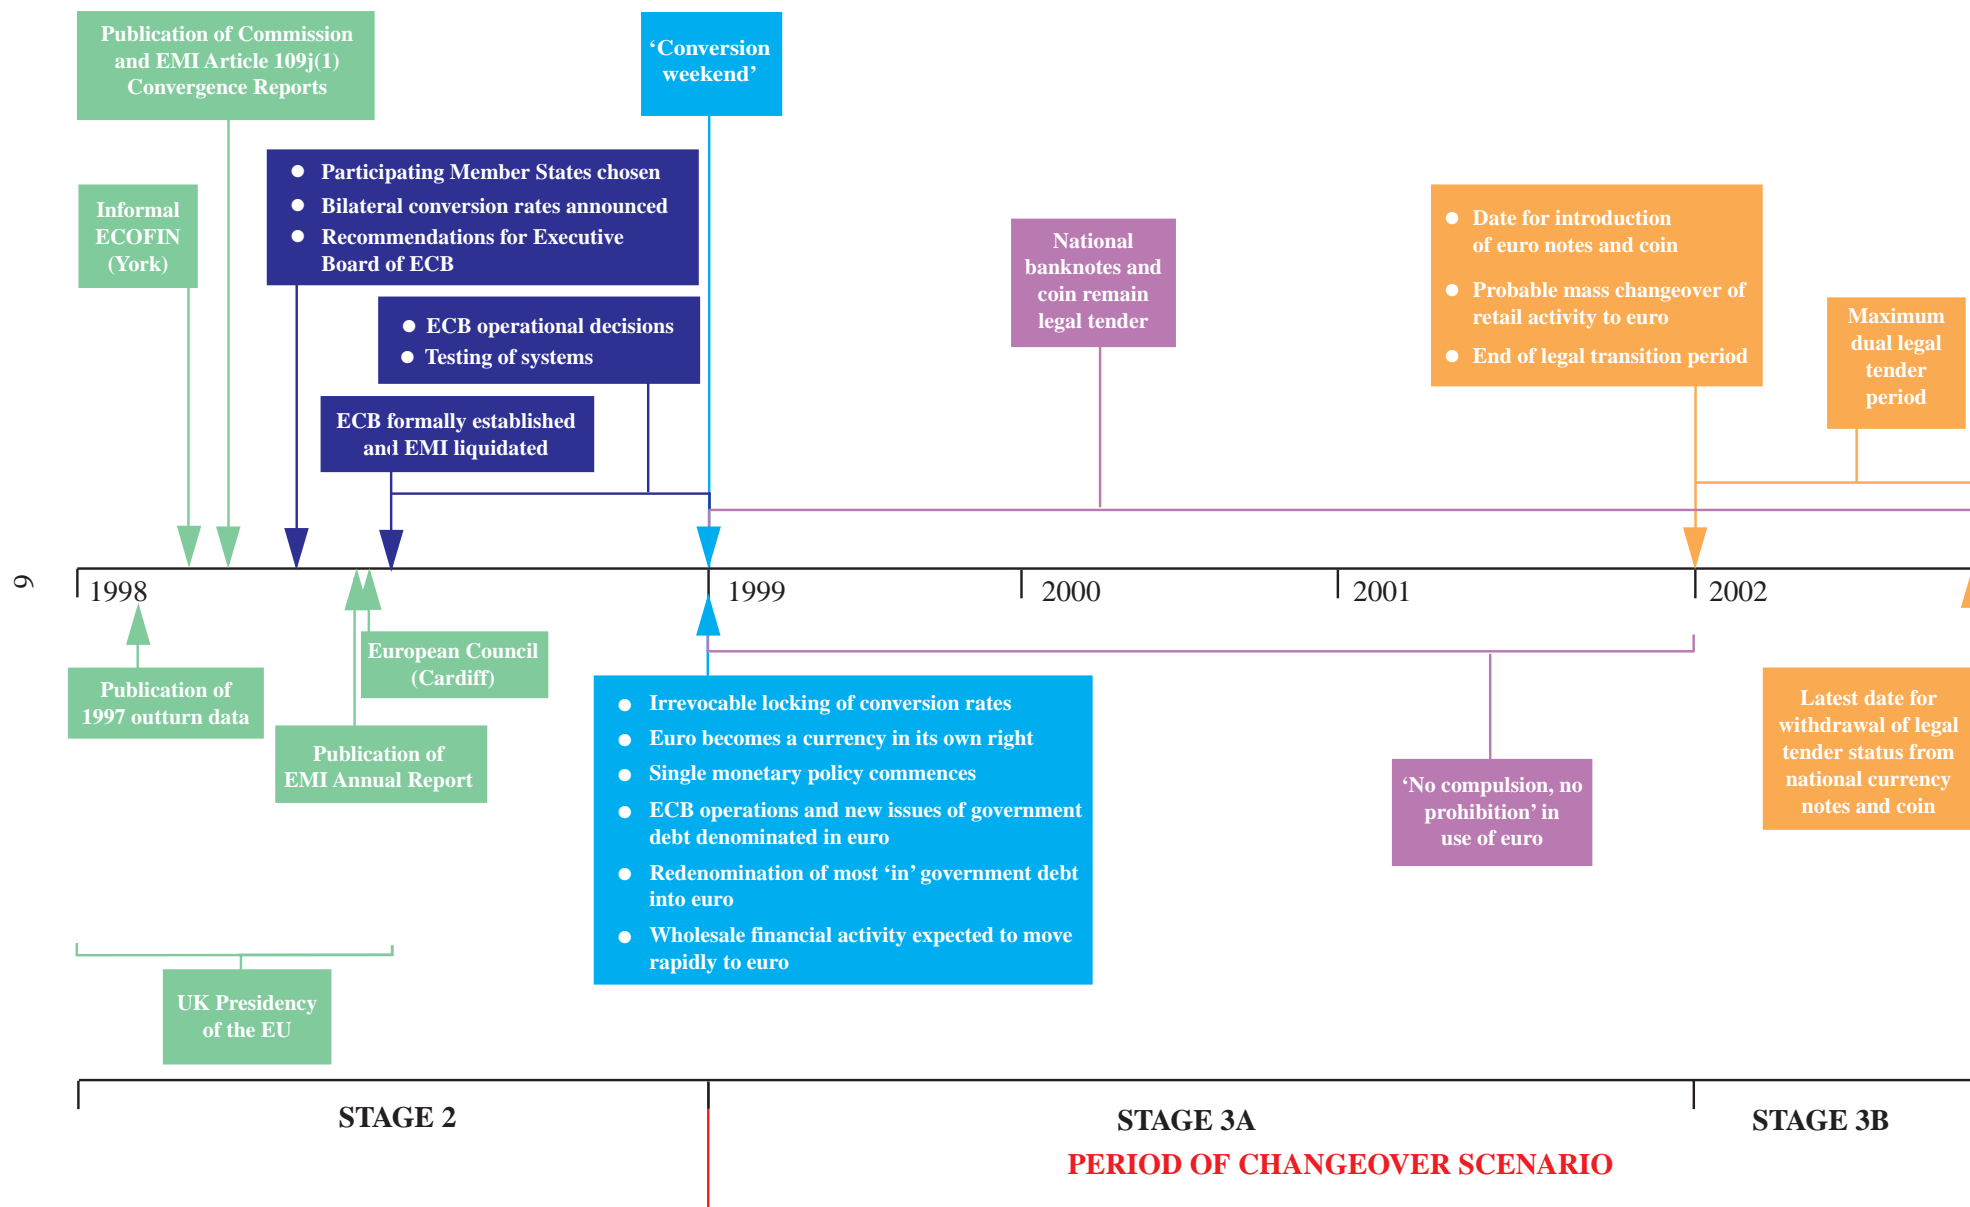 Publication of Commission
and EMI Article 109j(1)
Convergence Reports
‘Conversion
weekend’
● Participating Member States chosen
● Bilateral conversion rates announced
● Recommendations for Executive
Board of ECB
Informal
ECOFIN
(York)
National
banknotes and
coin remain
legal tender
● Date for introduction
of euro notes and coin
● Probable mass changeover of
retail activity to euro
● End of legal transition period
Maximum
dual legal
tender
period
● ECB operational decisions
● Testing of systems
ECB formally established
and EMI liquidated
9
1998
1999
2000
2001
2002
Publication of
1997 outturn data
European Council
(Cardiff)
Publication of
EMI Annual Report
● Irrevocable locking of conversion rates
● Euro becomes a currency in its own right
● Single monetary policy commences
● ECB operations and new issues of government
debt denominated in euro
● Redenomination of most ‘in’ government debt
into euro
● Wholesale financial activity expected to move
rapidly to euro
‘No compulsion, no
prohibition’ in
use of euro
Latest date for
withdrawal of legal
tender status from
national currency
notes and coin
UK Presidency
of the EU
STAGE 2
STAGE 3A
STAGE 3B
PERIOD OF CHANGEOVER SCENARIO